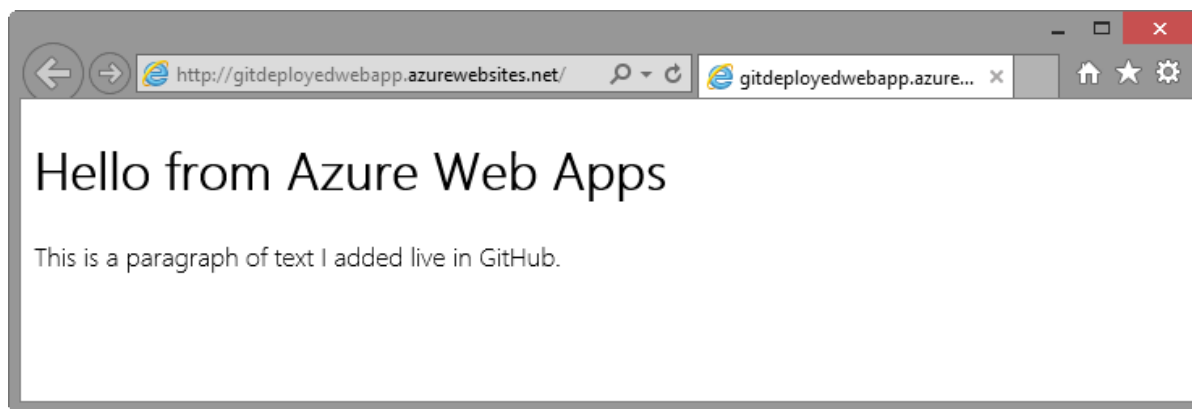 http://gitdeployedwebapp.azurewebsites.net/
gitdeployedwebapp.azure...
Hello from Azure Web Apps
This is a paragraph of text I added live in GitHub.